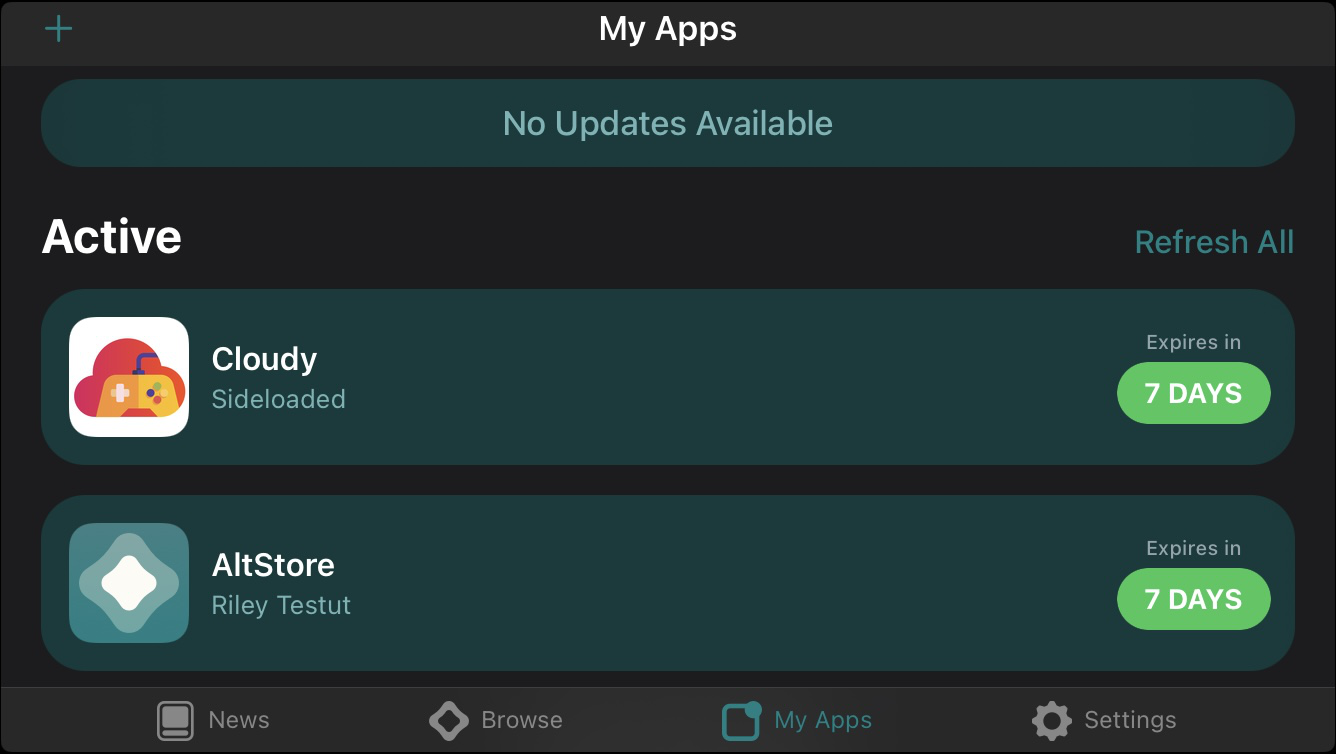 My Apps
No Updates Available
Active
Refresh All
Cloudy
Sideloaded
Expires in
7 DAYS
AltStore
Riley Testut
Expires in
7 DAYS
News
Browse
My Apps
Settings